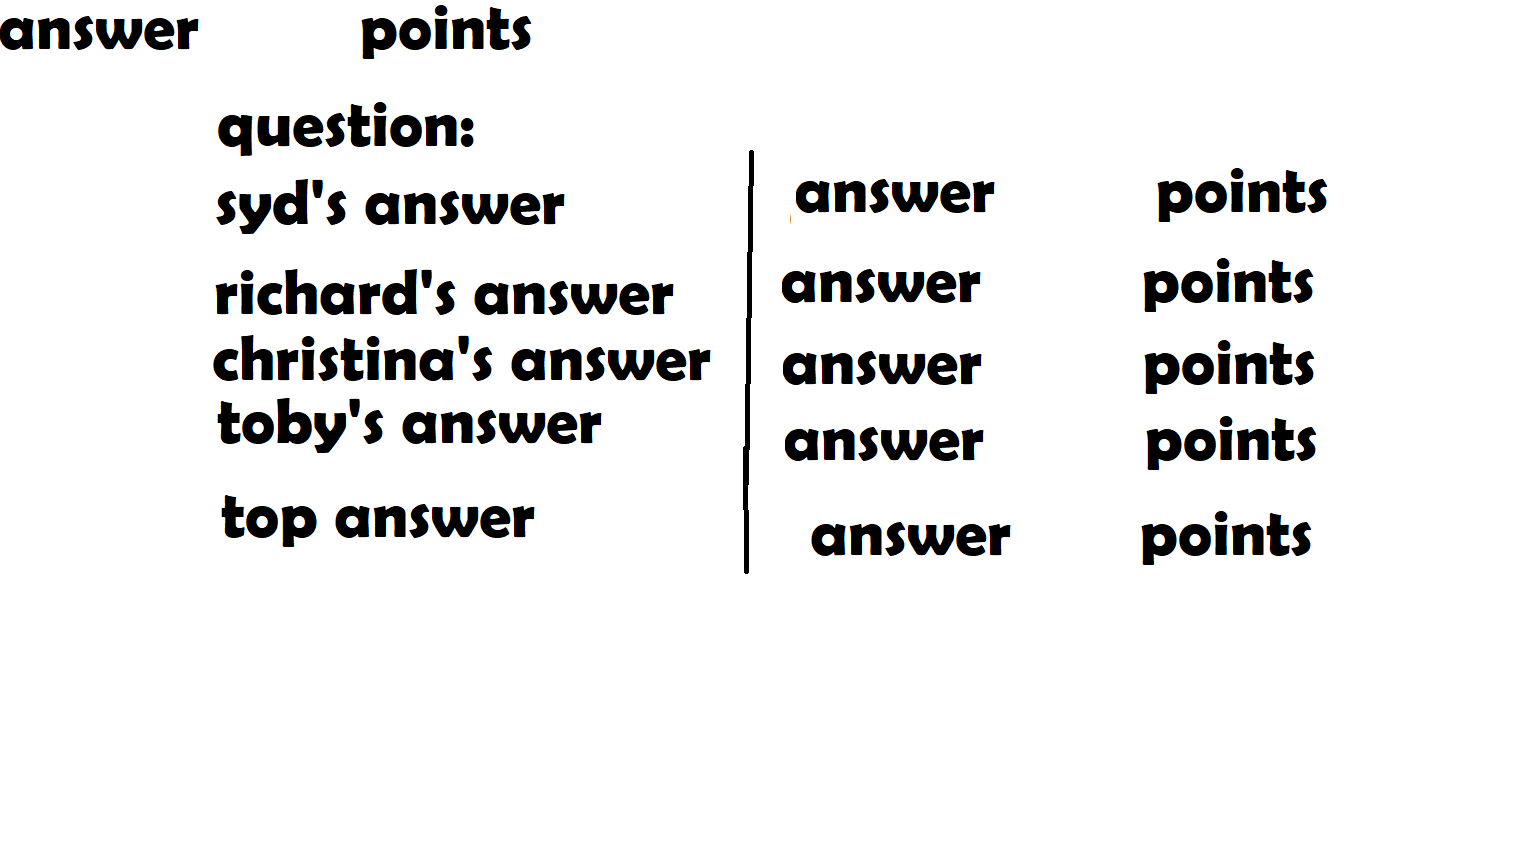 answer points
question:
syd's answer
richard's answer
christina's answer
toby's answer
top answer
answer points
answer points
answer points
answer points
answer points